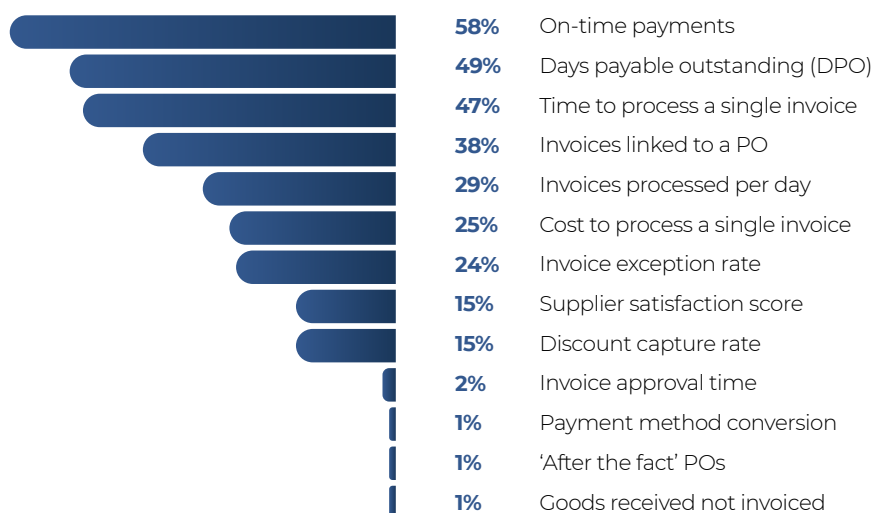 58% On-time payments
49% Days payable outstanding (DPO)
47% Time to process a single invoice
38% Invoices linked to a PO
29% Invoices processed per day
25% Cost to process a single invoice
24% Invoice exception rate
15% Supplier satisfaction score
15% Discount capture rate
2% Invoice approval time
1% Payment method conversion
1% ‘After the fact’ POs
1% Goods received not invoiced